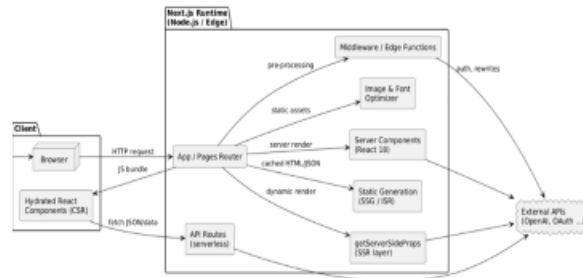 Next.js Runtime
(Node.js / Edge)
Middleware / Edge Functions
pre-processing
auth, rewrites
Image & Font
Optimizer
static assets
Client
Browser
HTTP request
App / Pages Router
server render
Server Components
(React 18)
JS bundle
cached HTML/JSON
Static Generation
(SSG / ISR)
Hydrated React
Components (CSR)
dynamic render
External APIs
(OpenAI, OAuth ...)
fetch JSON/data
API Routes
(serverless)
getServerSideProps
(SSR layer)